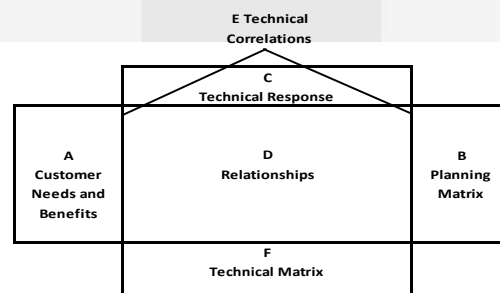 E Technical
Correlations
C
Technical Response
A
Customer
Needs and
Benefits
D
Relationships
B
Planning
Matrix
F
Technical Matrix